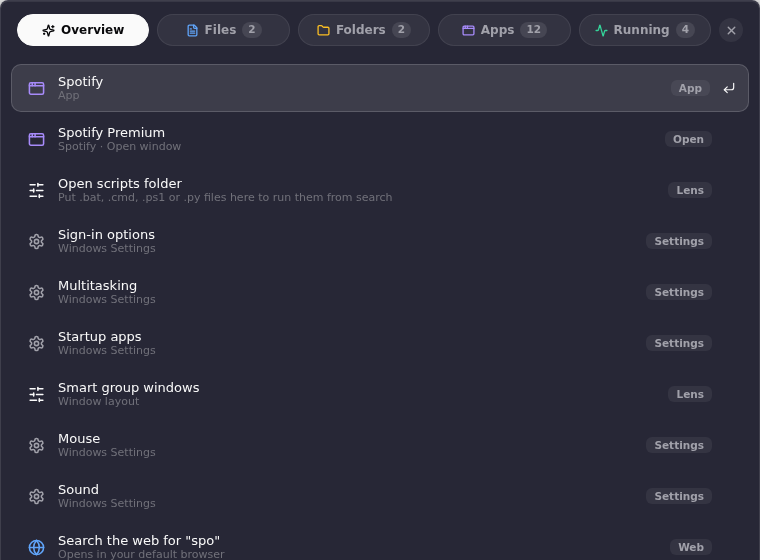 Overview
Files 2
Folders 2
Apps 12
Running 4
Spotify
App
App
Spotify Premium
Spotify · Open window
Open
Open scripts folder
Put .bat, .cmd, .ps1 or .py files here to run them from search
Lens
Sign-in options
Windows Settings
Settings
Multitasking
Windows Settings
Settings
Startup apps
Windows Settings
Settings
Smart group windows
Window layout
Lens
Mouse
Windows Settings
Settings
Sound
Windows Settings
Settings
Search the web for "spo"
Opens in your default browser
Web